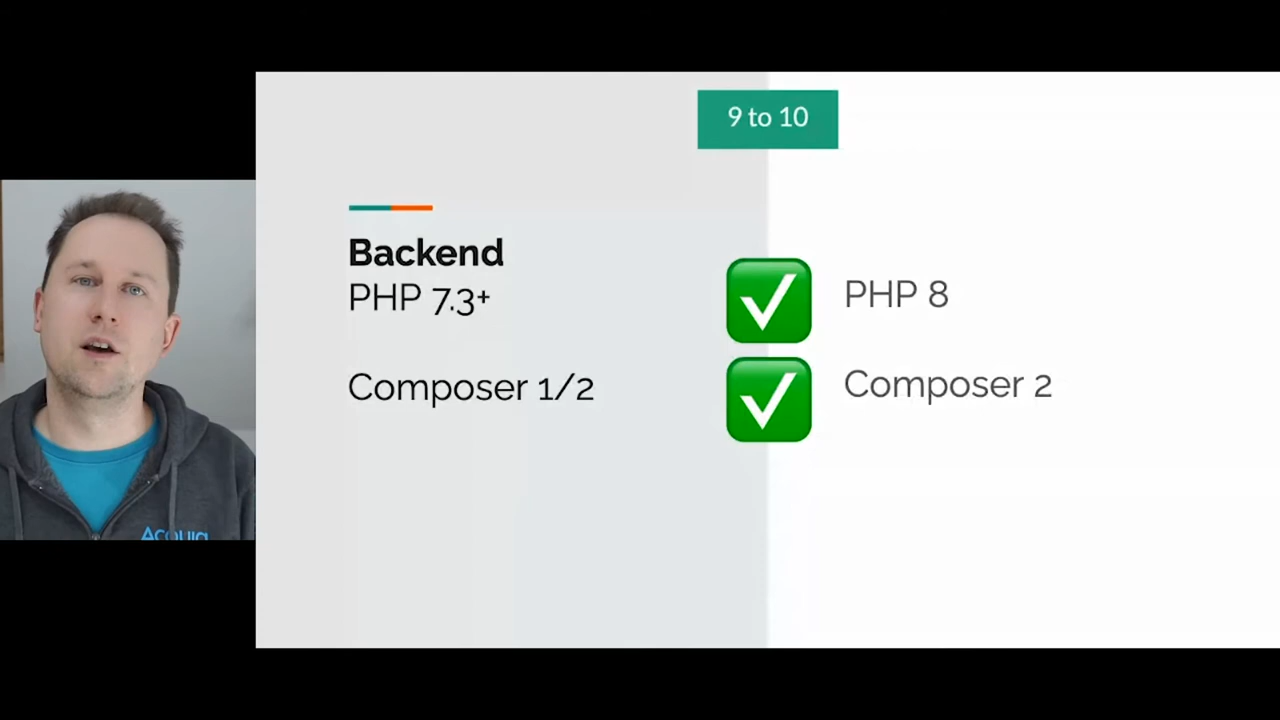 9 to 10
Backend
PHP 7.3+
PHP 8
Composer 1/2
Composer 2
Acquia